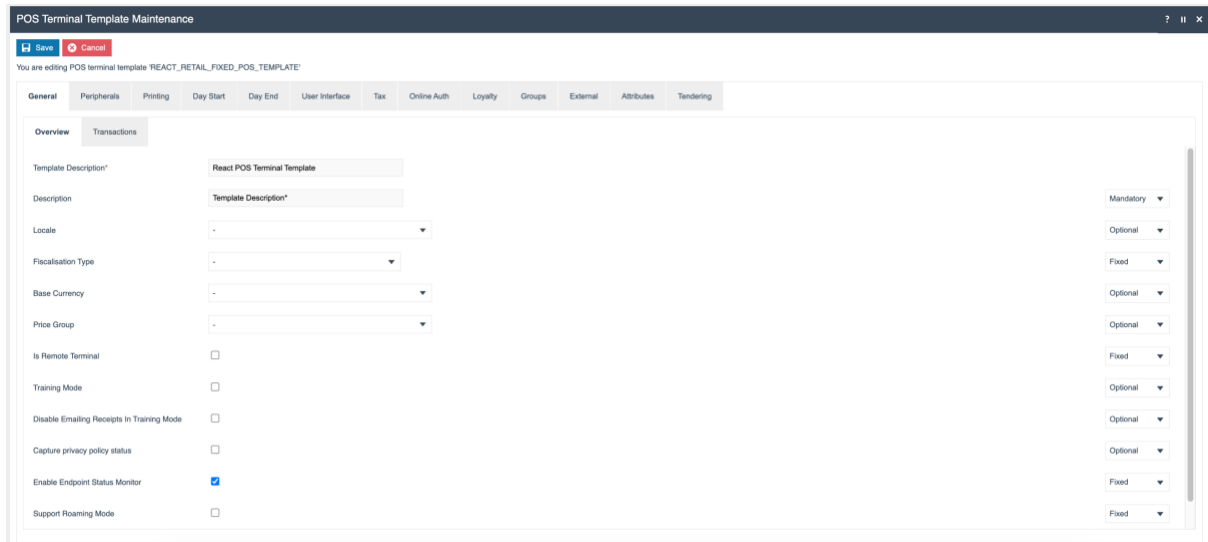 POS Terminal Template Maintenance ? II ×
Save Cancel
You are editing POS terminal template 'REACT_RETAIL_FIXED_POS_TEMPLATE'
General Peripherals Printing Day Start Day End User Interface Tax Online Auth Loyalty Groups External Attributes Tendering
Overview Transactions
Template Description* React POS Terminal Template
Description Template Description* Mandatory
Locale - Optional
Fiscalisation Type - Fixed
Base Currency - Optional
Price Group - Optional
Is Remote Terminal Fixed
Training Mode Optional
Disable Emailing Receipts In Training Mode Optional
Capture privacy policy status Optional
Enable Endpoint Status Monitor Fixed
Support Roaming Mode Fixed